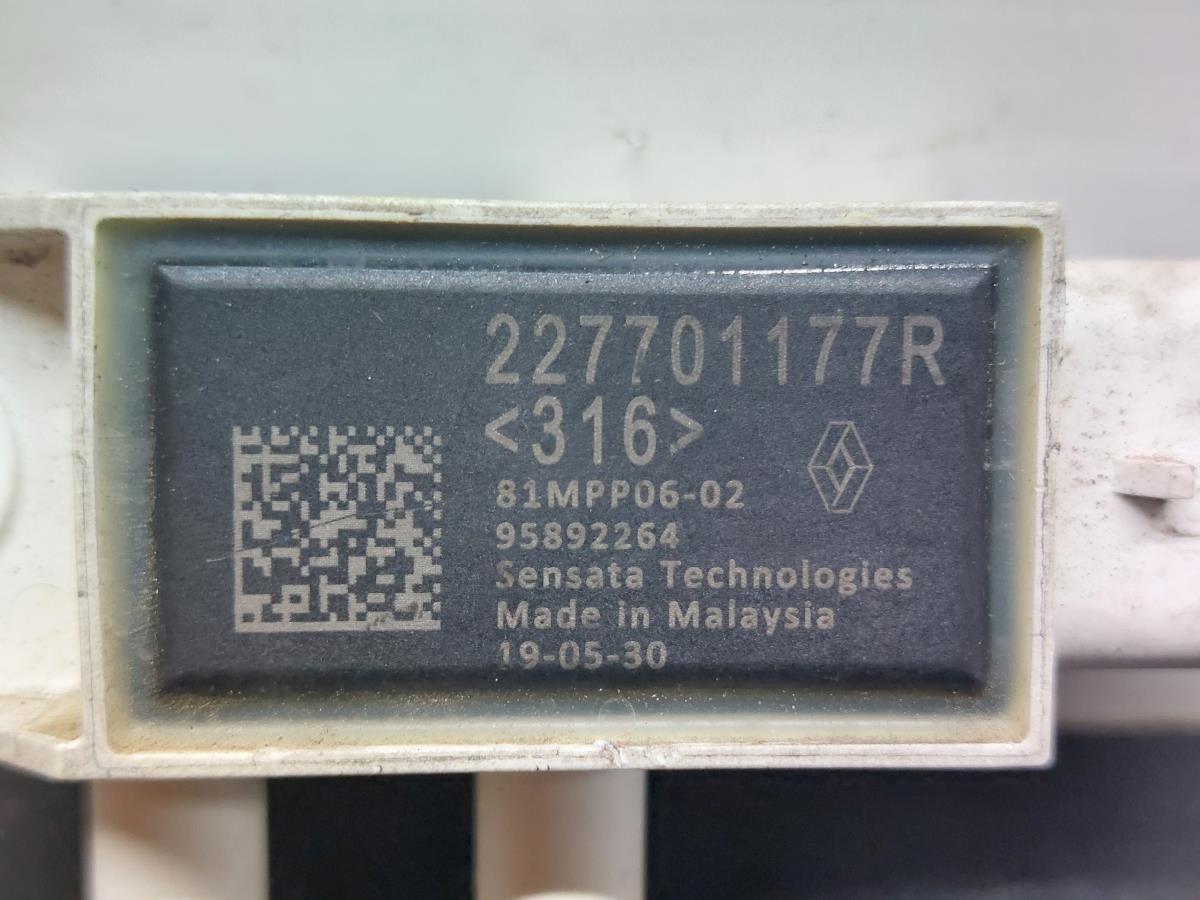 227701177R
<316>
81MPP06-02
95892264
Sensata Technologies
Made in Malaysia
19-05-30